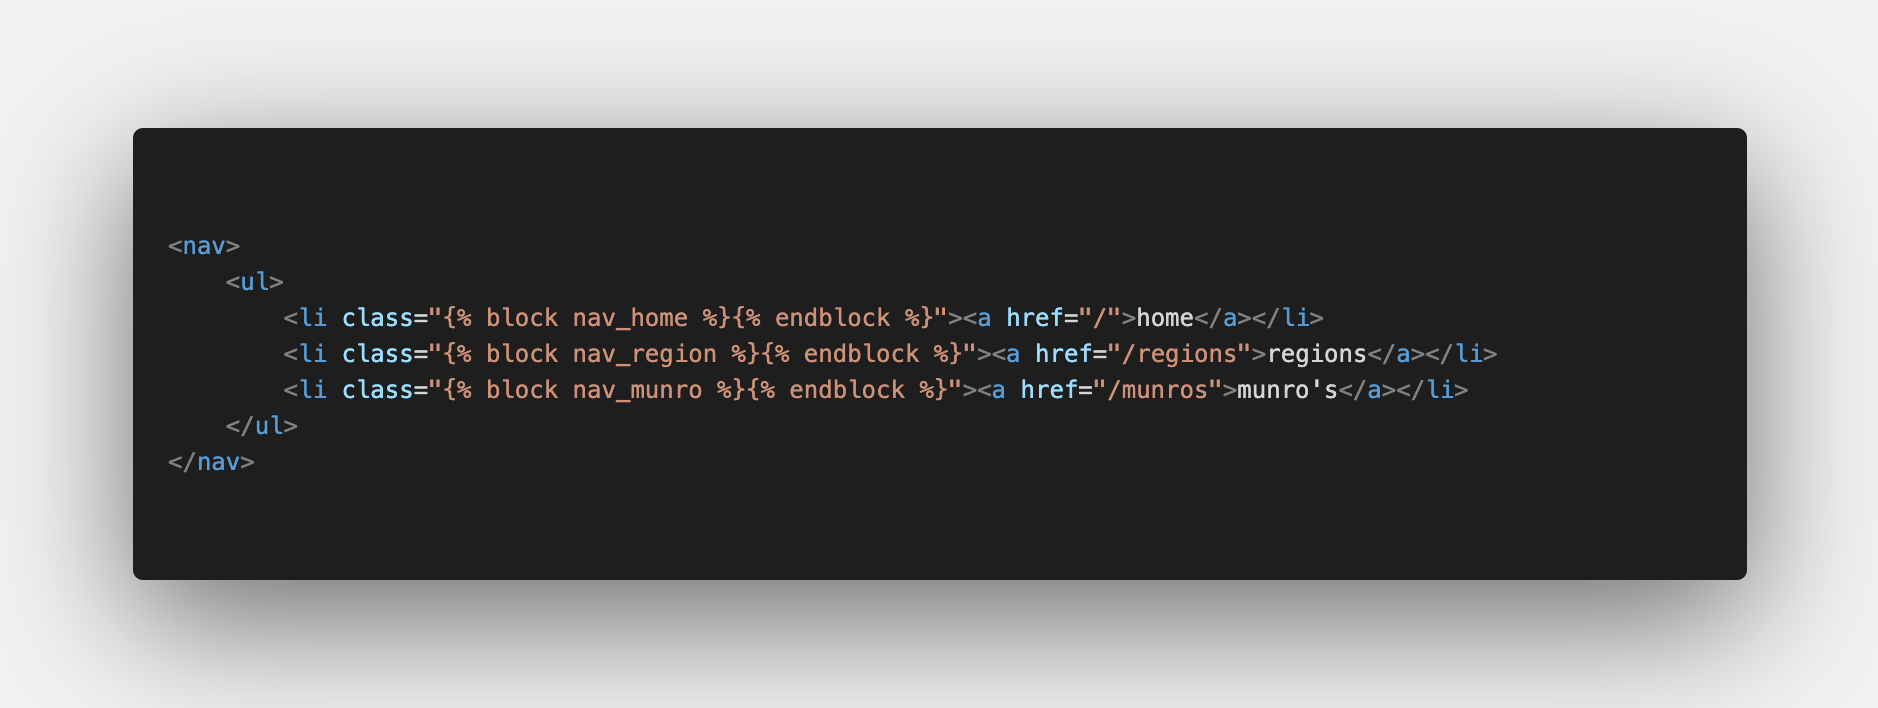 <nav>
    <ul>
        <li class="{% block nav_home %}{% endblock %}"><a href="/">home</a></li>
        <li class="{% block nav_region %}{% endblock %}"><a href="/regions">regions</a></li>
        <li class="{% block nav_munro %}{% endblock %}"><a href="/munros">munro's</a></li>
    </ul>
</nav>